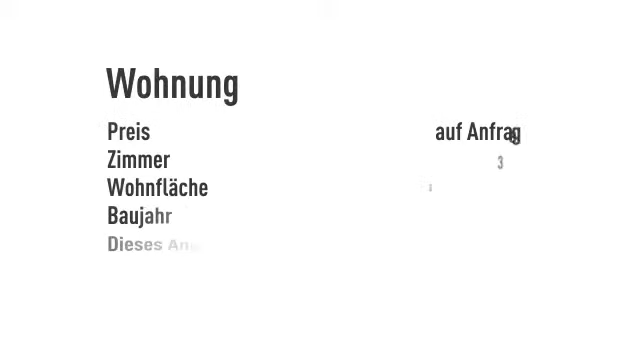 Wohnung
Preis auf Anfrag
Zimmer 3
Wohnfläche
Baujahr
Dieses